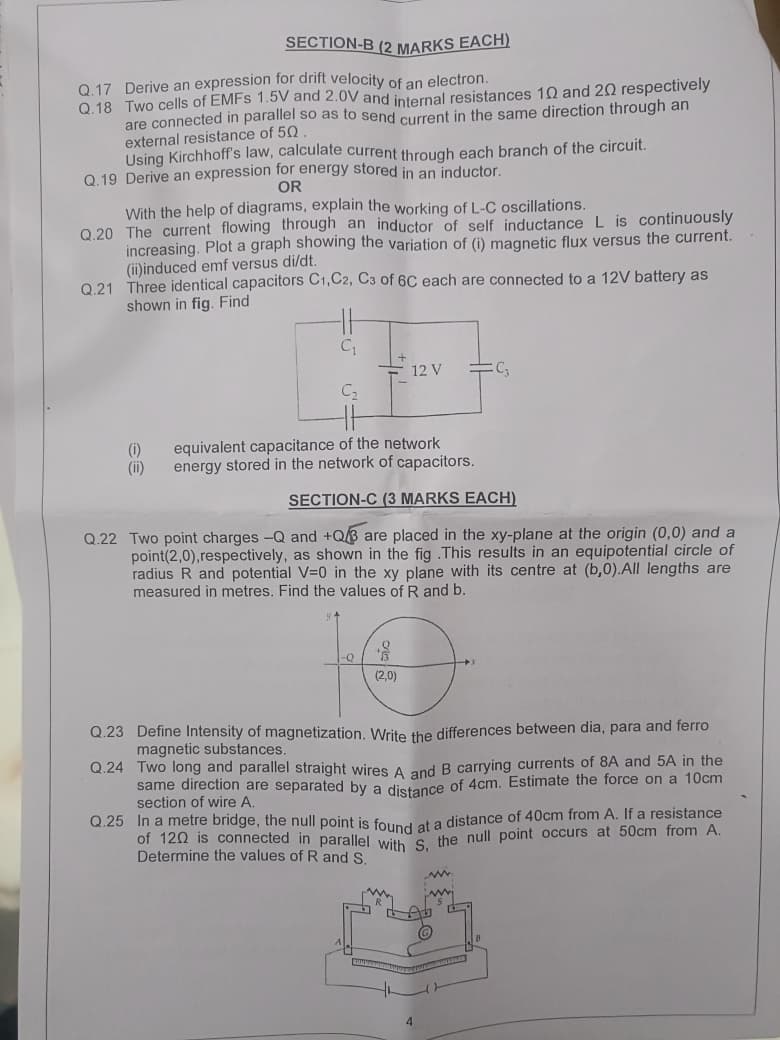 SECTION-B (2 MARKS EACH)
Q.17 Derive an expression for drift velocity of an electron.
Q.18 Two cells of EMFs 1.5V and 2.0V and internal resistances 1Ω and 2Ω respectively
are connected in parallel so as to send current in the same direction through an
external resistance of 5Ω .
Using Kirchhoff's law, calculate current through each branch of the circuit.
Q.19 Derive an expression for energy stored in an inductor.
OR
With the help of diagrams, explain the working of L-C oscillations.
Q.20 The current flowing through an inductor of self inductance L is continuously
increasing. Plot a graph showing the variation of (i) magnetic flux versus the current.
(ii)induced emf versus di/dt.
Q.21 Three identical capacitors C1,C2, C3 of 6C each are connected to a 12V battery as
shown in fig. Find
C1
+
12 V
C3
−
C2
(i) equivalent capacitance of the network
(ii) energy stored in the network of capacitors.
SECTION-C (3 MARKS EACH)
Q.22 Two point charges –Q and +Q/√3 are placed in the xy-plane at the origin (0,0) and a
point(2,0),respectively, as shown in the fig .This results in an equipotential circle of
radius R and potential V=0 in the xy plane with its centre at (b,0).All lengths are
measured in metres. Find the values of R and b.
y
-Q
+Q/√3
x
(2,0)
Q.23 Define Intensity of magnetization. Write the differences between dia, para and ferro
magnetic substances.
Q.24 Two long and parallel straight wires A and B carrying currents of 8A and 5A in the
same direction are separated by a distance of 4cm. Estimate the force on a 10cm
section of wire A.
Q.25 In a metre bridge, the null point is found at a distance of 40cm from A. If a resistance
of 12Ω is connected in parallel with S, the null point occurs at 50cm from A.
Determine the values of R and S.
R
S
G
A
B
4